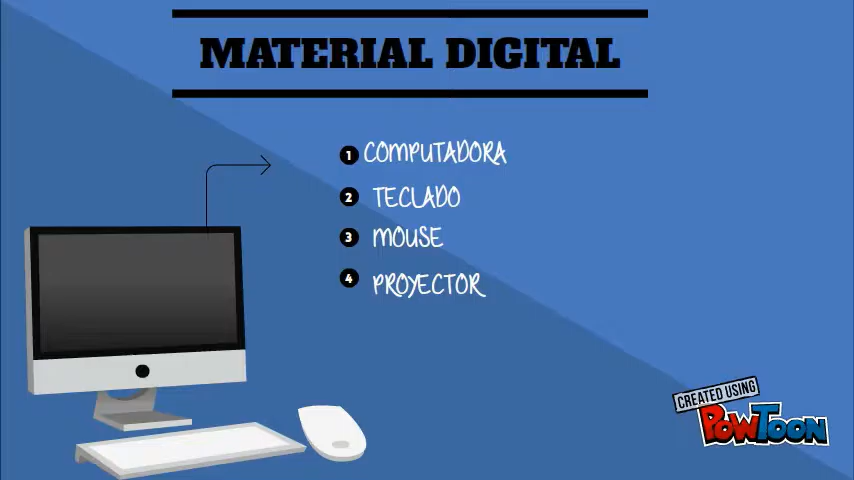 MATERIAL DIGITAL
1 COMPUTADORA
2 TECLADO
3 MOUSE
4 PROYECTOR
CREATED USING
POWTOON